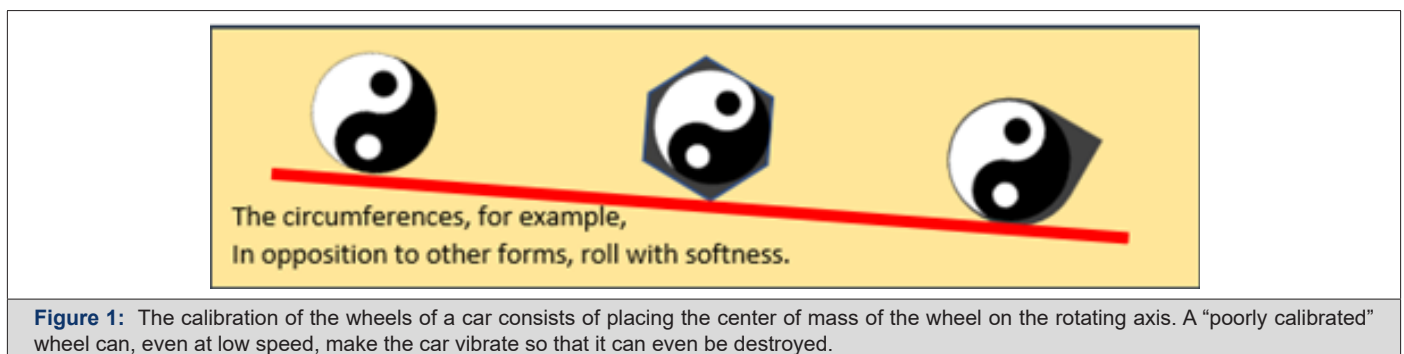 The circumferences, for example,
In opposition to other forms, roll with softness.
Figure 1: The calibration of the wheels of a car consists of placing the center of mass of the wheel on the rotating axis. A “poorly calibrated”
wheel can, even at low speed, make the car vibrate so that it can even be destroyed.